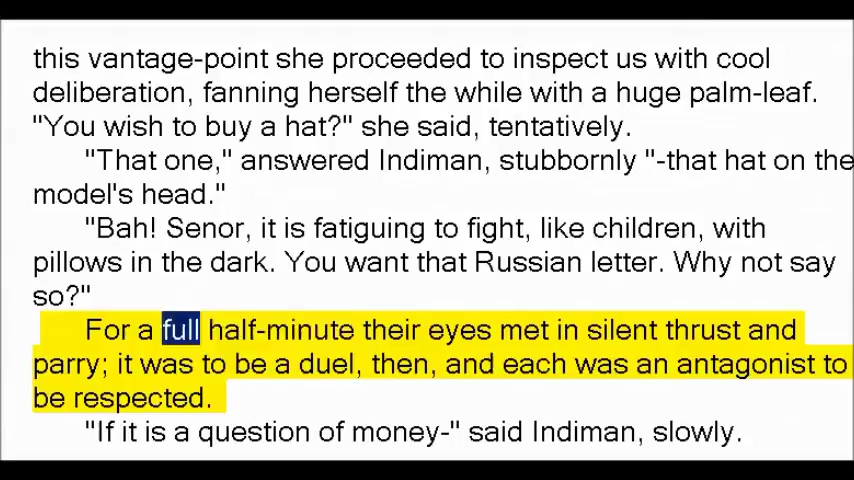 this vantage-point she proceeded to inspect us with cool
deliberation, fanning herself the while with a huge palm-leaf.
"You wish to buy a hat?" she said, tentatively.
"That one," answered Indiman, stubbornly "-that hat on the
model's head."
"Bah! Senor, it is fatiguing to fight, like children, with
pillows in the dark. You want that Russian letter. Why not say
so?"
For a full half-minute their eyes met in silent thrust and
parry; it was to be a duel, then, and each was an antagonist to
be respected.
"If it is a question of money-" said Indiman, slowly.